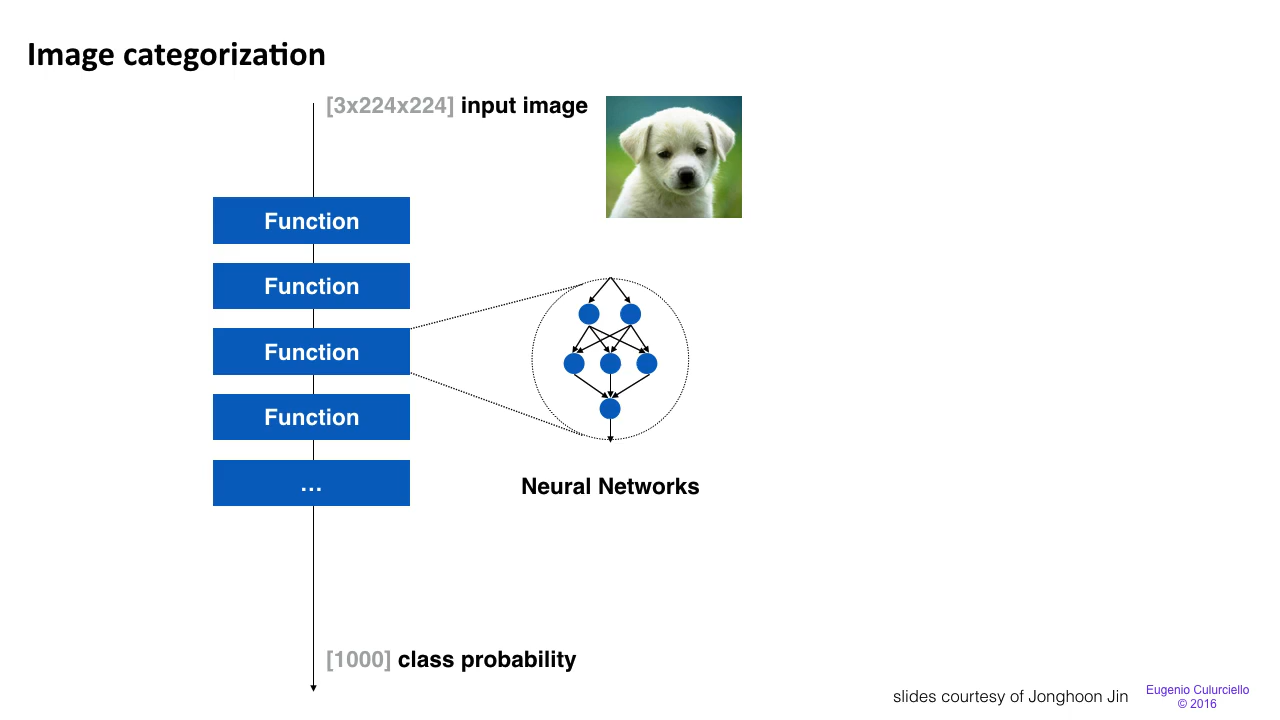 Image categorization
[3x224x224] input image
Function
Function
Function
Function
...
Neural Networks
[1000] class probability
slides courtesy of Jonghoon Jin
Eugenio Culurciello
© 2016